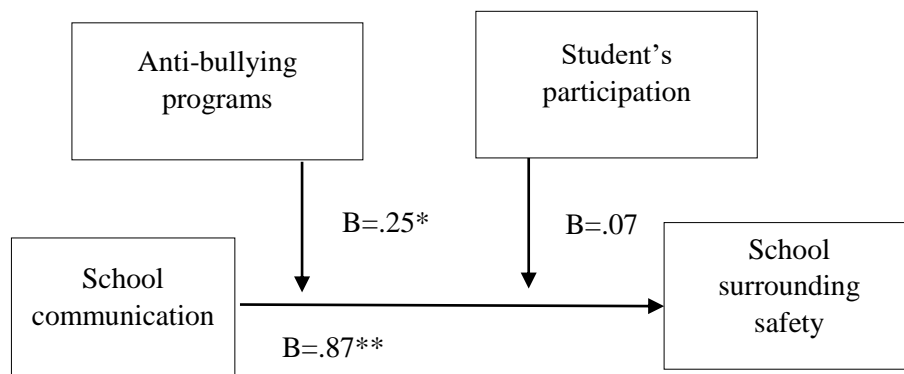 Anti-bullying
programs
Student’s
participation
B=.25*
B=.07
School
communication
School
surrounding
safety
B=.87**